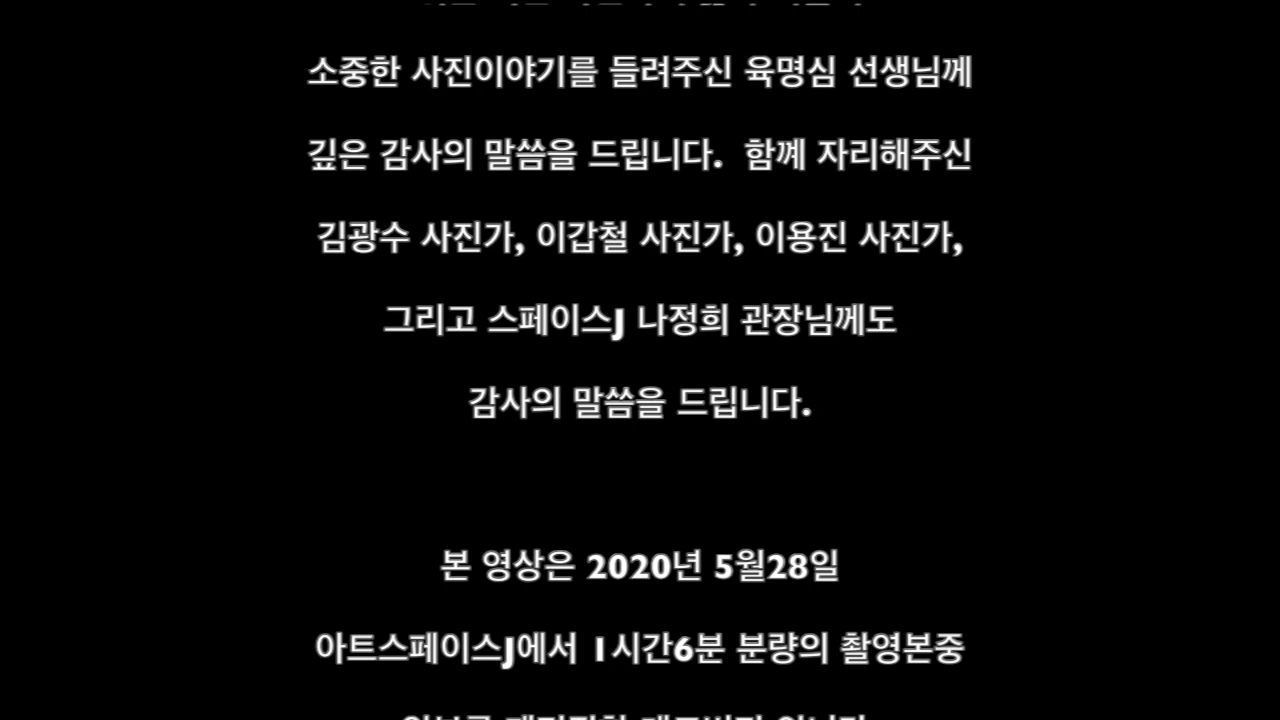 소중한 사진이야기를 들려주신 육명심 선생님께
깊은 감사의 말씀을 드립니다. 함꼐 자리해주신
김광수 사진가, 이갑철 사진가, 이용진 사진가,
그리고 스페이스J 나정희 관장님께도
감사의 말씀을 드립니다.
본 영상은 2020년 5월28일
아트스페이스J에서 1시간6분 분량의 촬영본중